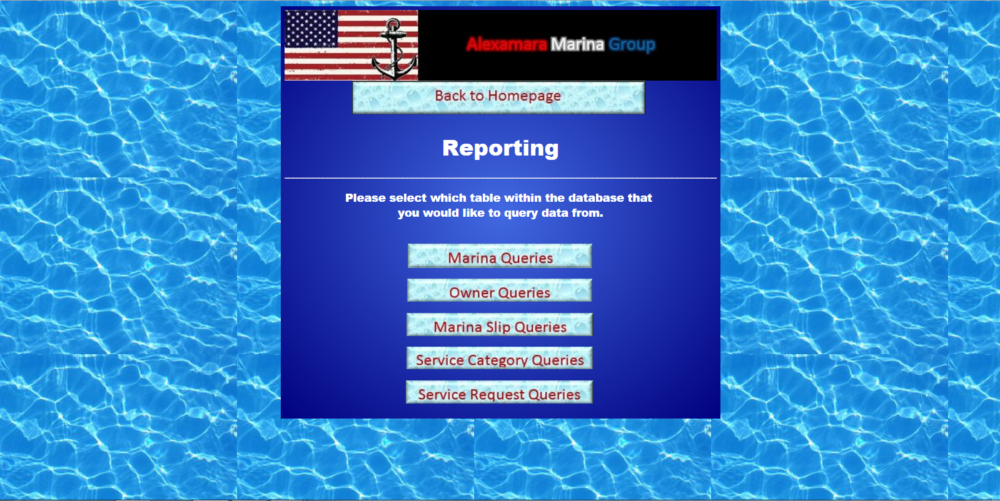 Alexamara Marina Group
Back to Homepage
Reporting
Please select which table within the database that
you would like to query data from.
Marina Queries
Owner Queries
Marina Slip Queries
Service Category Queries
Service Request Queries